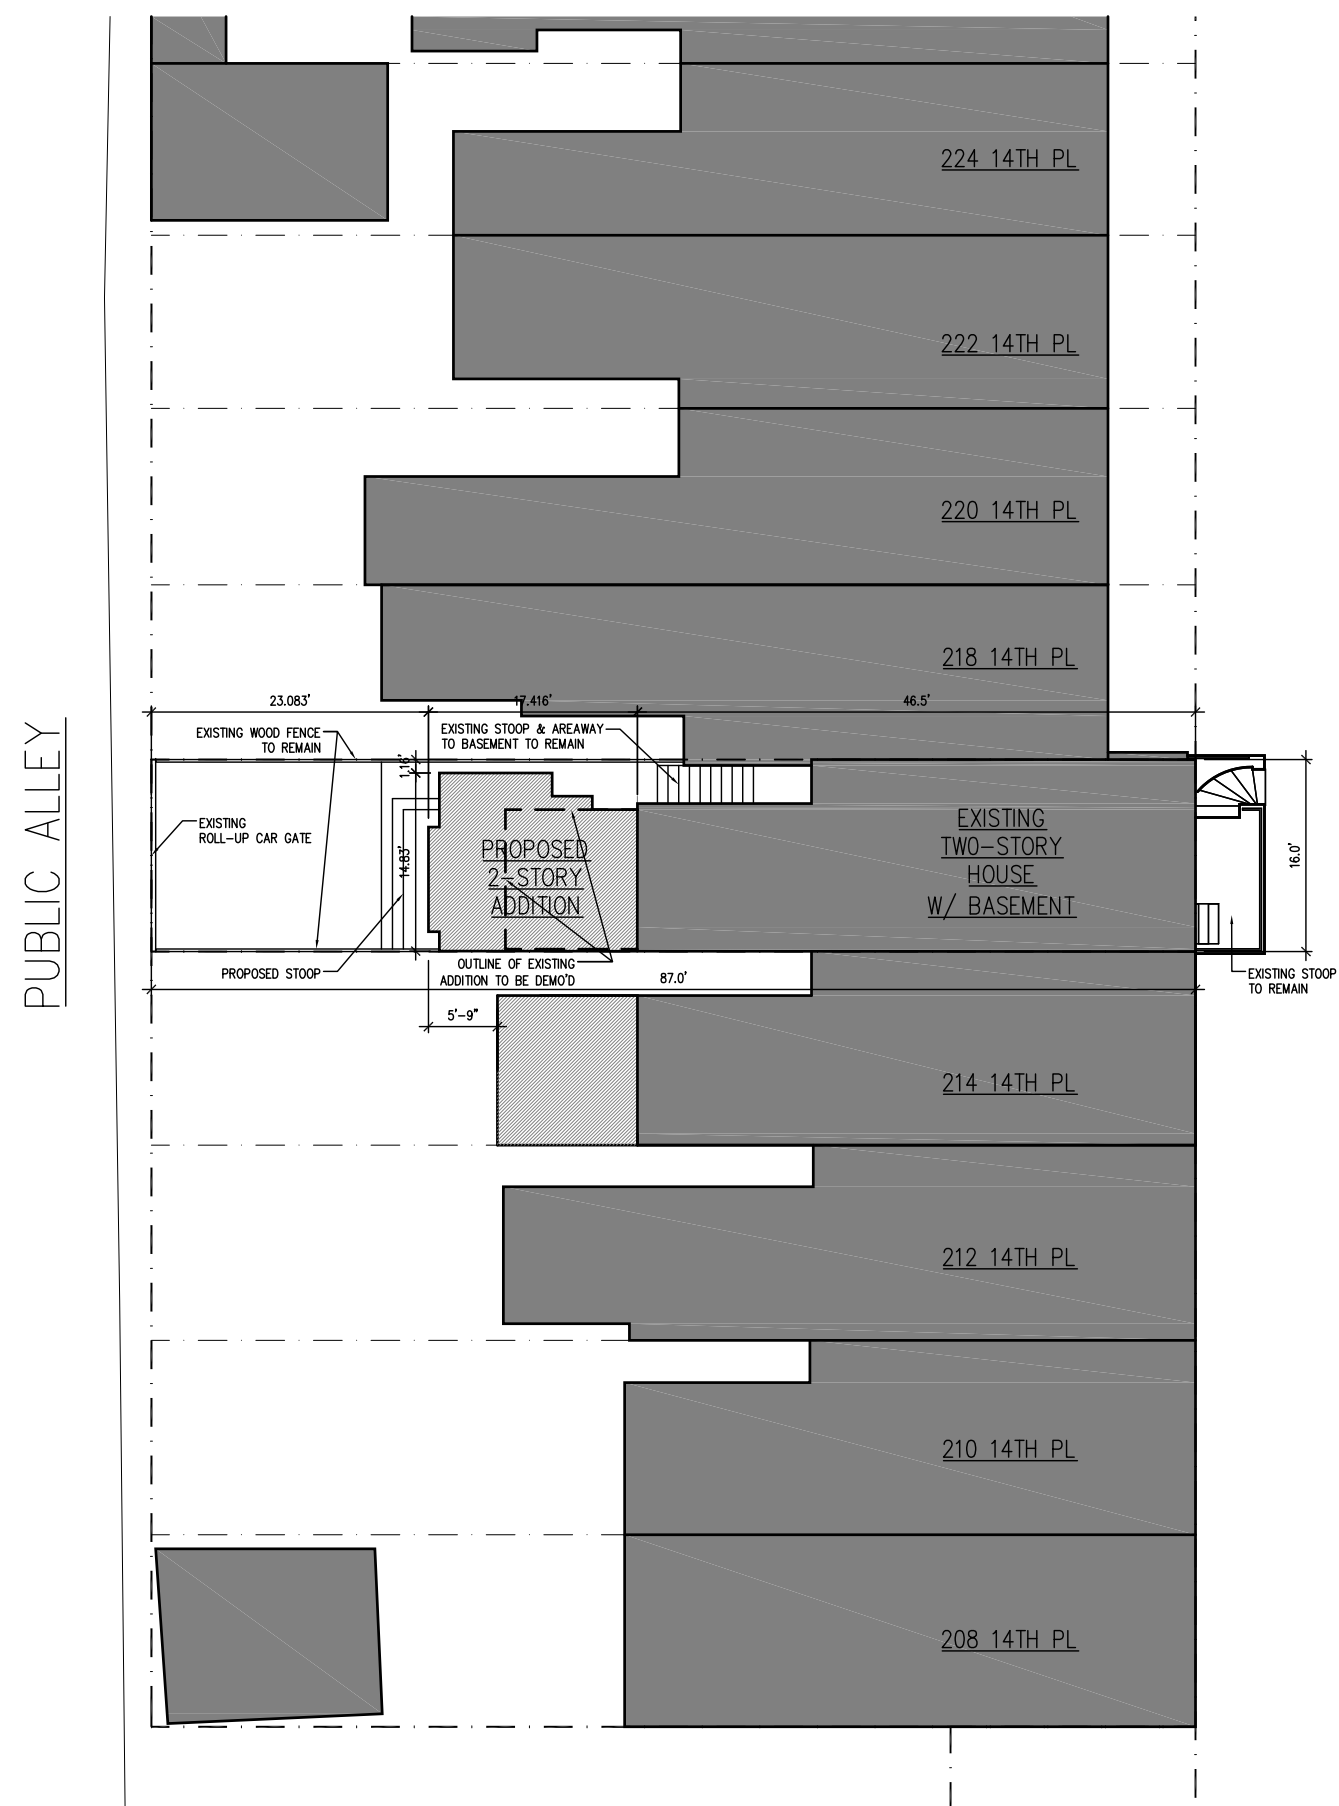 224 14TH PL
222 14TH PL
220 14TH PL
218 14TH PL
23.083'
17.416'
46.5'
EXISTING WOOD FENCE
TO REMAIN
EXISTING STOOP & AREAWAY
TO BASEMENT TO REMAIN
1.16'
EXISTING
ROLL-UP CAR GATE
14.83'
PROPOSED
2-STORY
ADDITION
EXISTING
TWO-STORY
HOUSE
W/ BASEMENT
16.0'
PUBLIC ALLEY
PROPOSED STOOP
OUTLINE OF EXISTING
ADDITION TO BE DEMO'D
87.0'
EXISTING STOOP
TO REMAIN
5'-9"
214 14TH PL
212 14TH PL
210 14TH PL
208 14TH PL